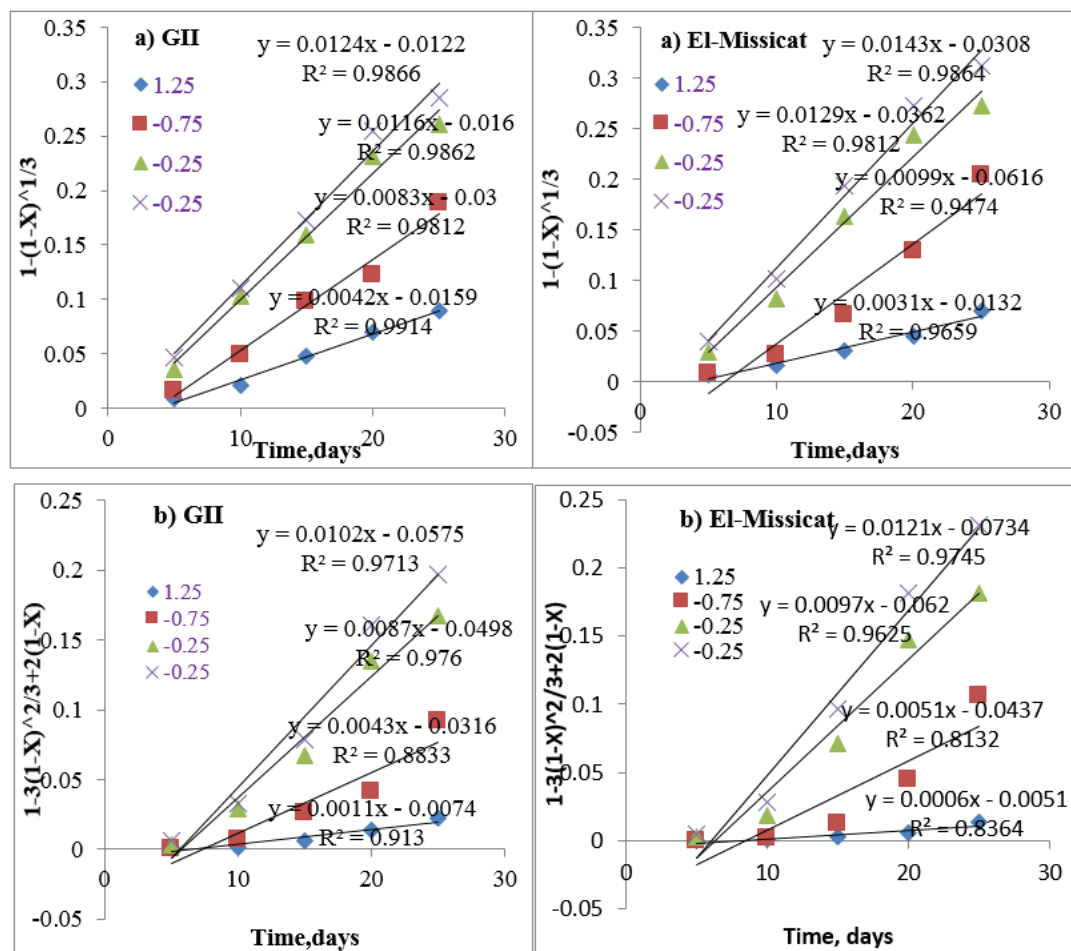 a) GII
y = 0.0124x - 0.0122
R² = 0.9866
1.25
-0.75
-0.25
-0.25
y = 0.0116x - 0.016
R² = 0.9862
y = 0.0083x - 0.03
R² = 0.9812
y = 0.0042x - 0.0159
R² = 0.9914
0.35
0.3
0.25
0.2
0.15
0.1
0.05
0
0
10
20
30
1-(1-X)^1/3
Time,days
a) El-Missicat
y = 0.0143x - 0.0308
R² = 0.9864
1.25
-0.75
-0.25
-0.25
y = 0.0129x - 0.0362
R² = 0.9812
y = 0.0099x - 0.0616
R² = 0.9474
y = 0.0031x - 0.0132
R² = 0.9659
0.35
0.3
0.25
0.2
0.15
0.1
0.05
0
-0.05
0
10
20
30
1-(1-X)^1/3
Time,days
b) GII
y = 0.0102x - 0.0575
R² = 0.9713
1.25
-0.75
-0.25
-0.25
y = 0.0087x - 0.0498
R² = 0.976
y = 0.0043x - 0.0316
R² = 0.8833
y = 0.0011x - 0.0074
R² = 0.913
0.25
0.2
0.15
0.1
0.05
0
-0.05
0
10
20
30
1-3(1-X)^2/3+2(1-X)
Time,days
b) El-Missicat
y = 0.0121x - 0.0734
R² = 0.9745
1.25
-0.75
-0.25
-0.25
y = 0.0097x - 0.062
R² = 0.9625
y = 0.0051x - 0.0437
R² = 0.8132
y = 0.0006x - 0.0051
R² = 0.8364
0.25
0.2
0.15
0.1
0.05
0
-0.05
0
10
20
30
1-3(1-X)^2/3+2(1-X)
Time, days